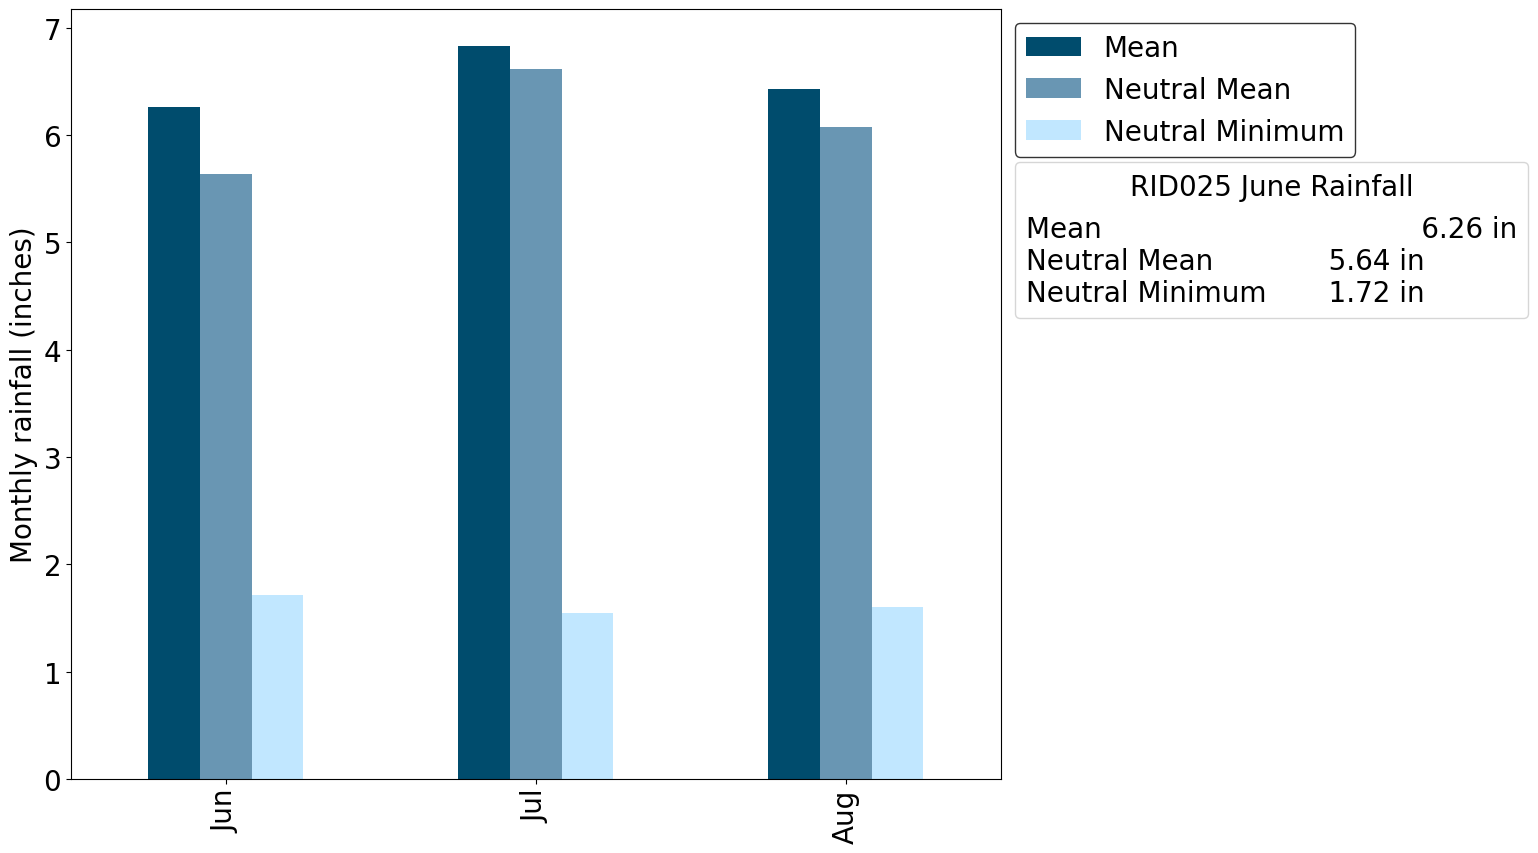 Monthly rainfall (inches)
7
6
5
4
3
2
1
0
Jun
Jul
Aug
Mean
Neutral Mean
Neutral Minimum
RID025 June Rainfall
Mean 6.26 in
Neutral Mean 5.64 in
Neutral Minimum 1.72 in